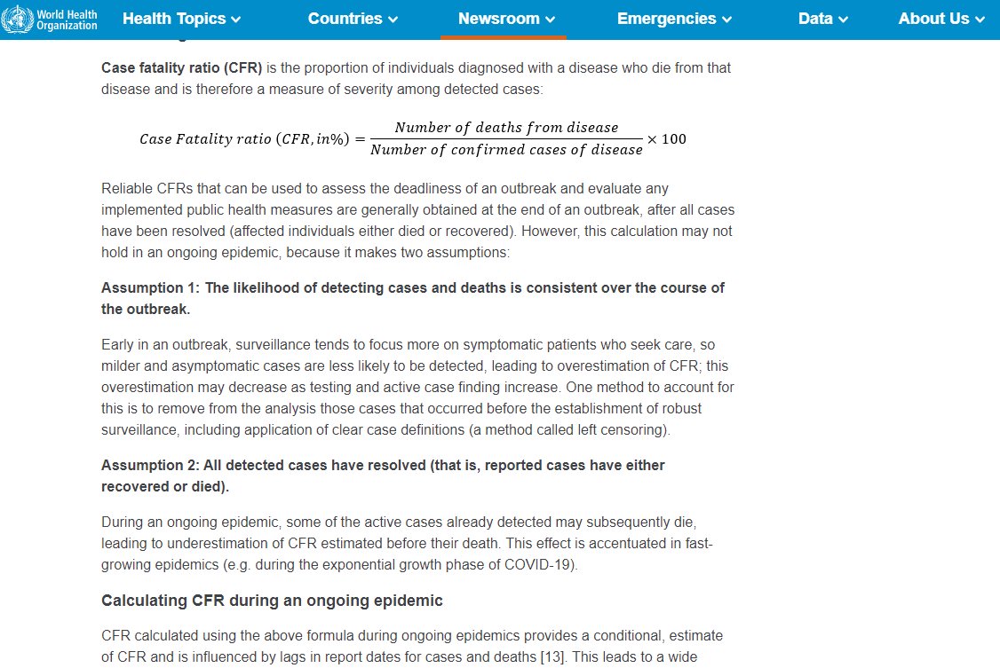 World Health
Organization
Health Topics
Countries
Newsroom
Emergencies
Data
About Us
Case fatality ratio (CFR) is the proportion of individuals diagnosed with a disease who die from that
disease and is therefore a measure of severity among detected cases:
Case Fatality ratio (CFR, in%) = Number of deaths from disease / Number of confirmed cases of disease × 100
Reliable CFRs that can be used to assess the deadliness of an outbreak and evaluate any
implemented public health measures are generally obtained at the end of an outbreak, after all cases
have been resolved (affected individuals either died or recovered). However, this calculation may not
hold in an ongoing epidemic, because it makes two assumptions:
Assumption 1: The likelihood of detecting cases and deaths is consistent over the course of
the outbreak.
Early in an outbreak, surveillance tends to focus more on symptomatic patients who seek care, so
milder and asymptomatic cases are less likely to be detected, leading to overestimation of CFR; this
overestimation may decrease as testing and active case finding increase. One method to account for
this is to remove from the analysis those cases that occurred before the establishment of robust
surveillance, including application of clear case definitions (a method called left censoring).
Assumption 2: All detected cases have resolved (that is, reported cases have either
recovered or died).
During an ongoing epidemic, some of the active cases already detected may subsequently die,
leading to underestimation of CFR estimated before their death. This effect is accentuated in fast-
growing epidemics (e.g. during the exponential growth phase of COVID-19).
Calculating CFR during an ongoing epidemic
CFR calculated using the above formula during ongoing epidemics provides a conditional, estimate
of CFR and is influenced by lags in report dates for cases and deaths [13]. This leads to a wide